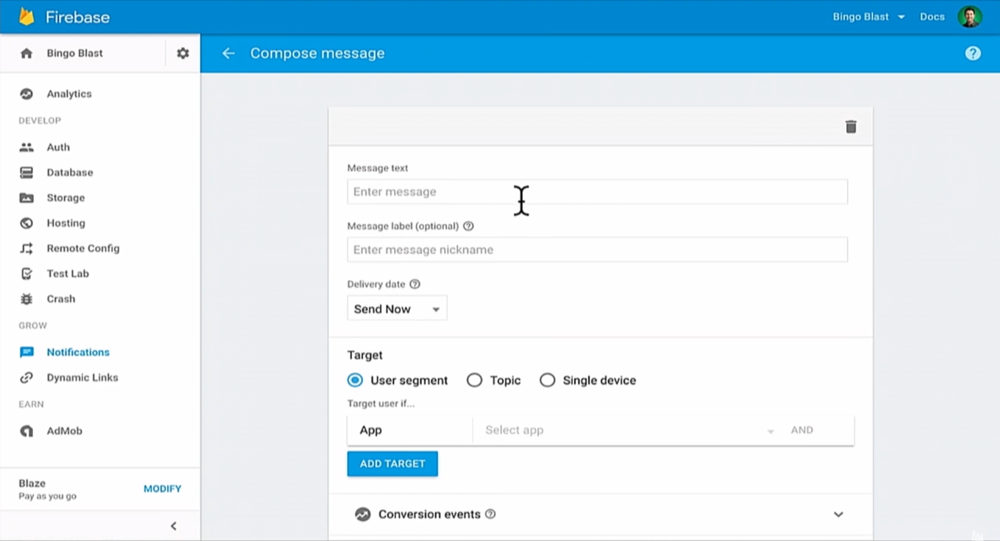 Firebase
Bingo Blast
Docs
Bingo Blast
Compose message
Analytics
DEVELOP
Auth
Database
Storage
Hosting
Remote Config
Test Lab
Crash
GROW
Notifications
Dynamic Links
EARN
AdMob
Blaze
Pay as you go
MODIFY
Message text
Enter message
Message label (optional)
Enter message nickname
Delivery date
Send Now
Target
User segment
Topic
Single device
Target user if...
App
Select app
AND
ADD TARGET
Conversion events